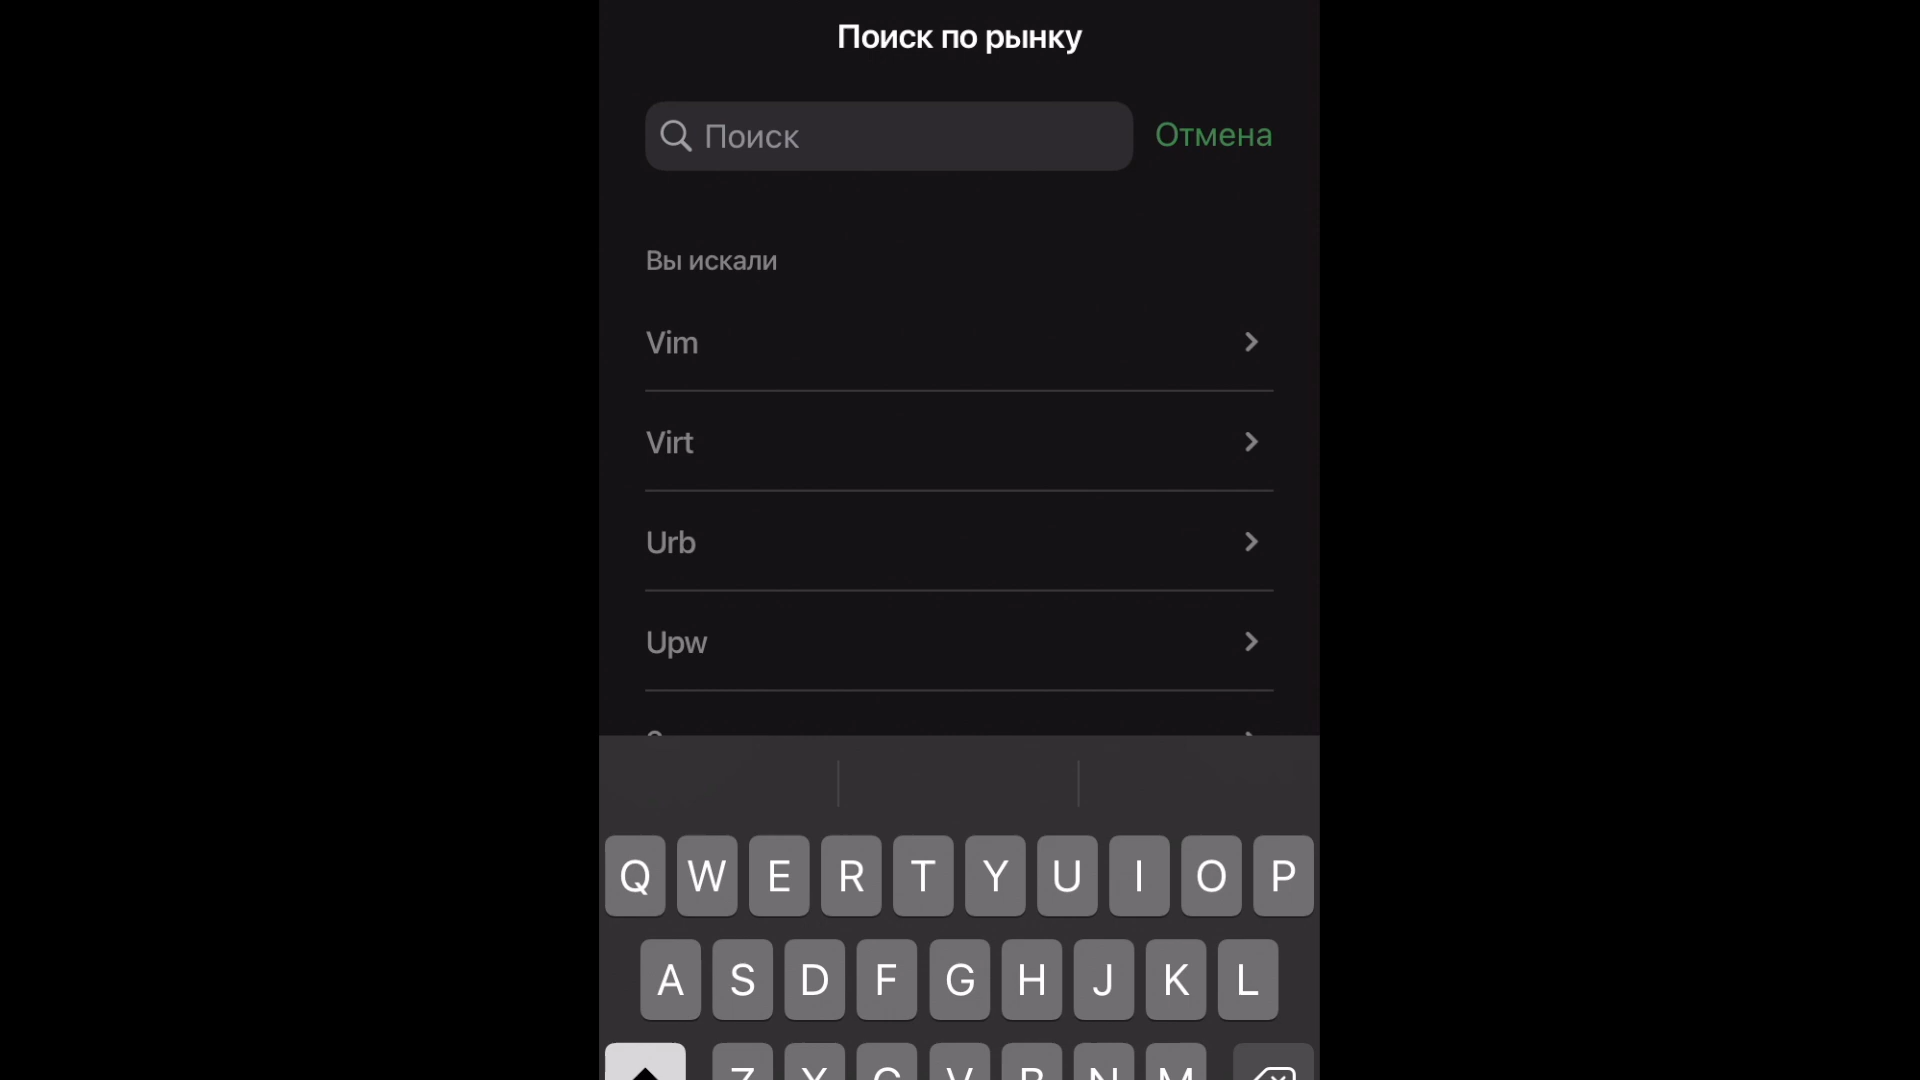 Поиск по рынку
Поиск
Отмена
Вы искали
Vim
Virt
Urb
Upw
Q W E R T Y U I O P
A S D F G H J K L
Z X C V B N M